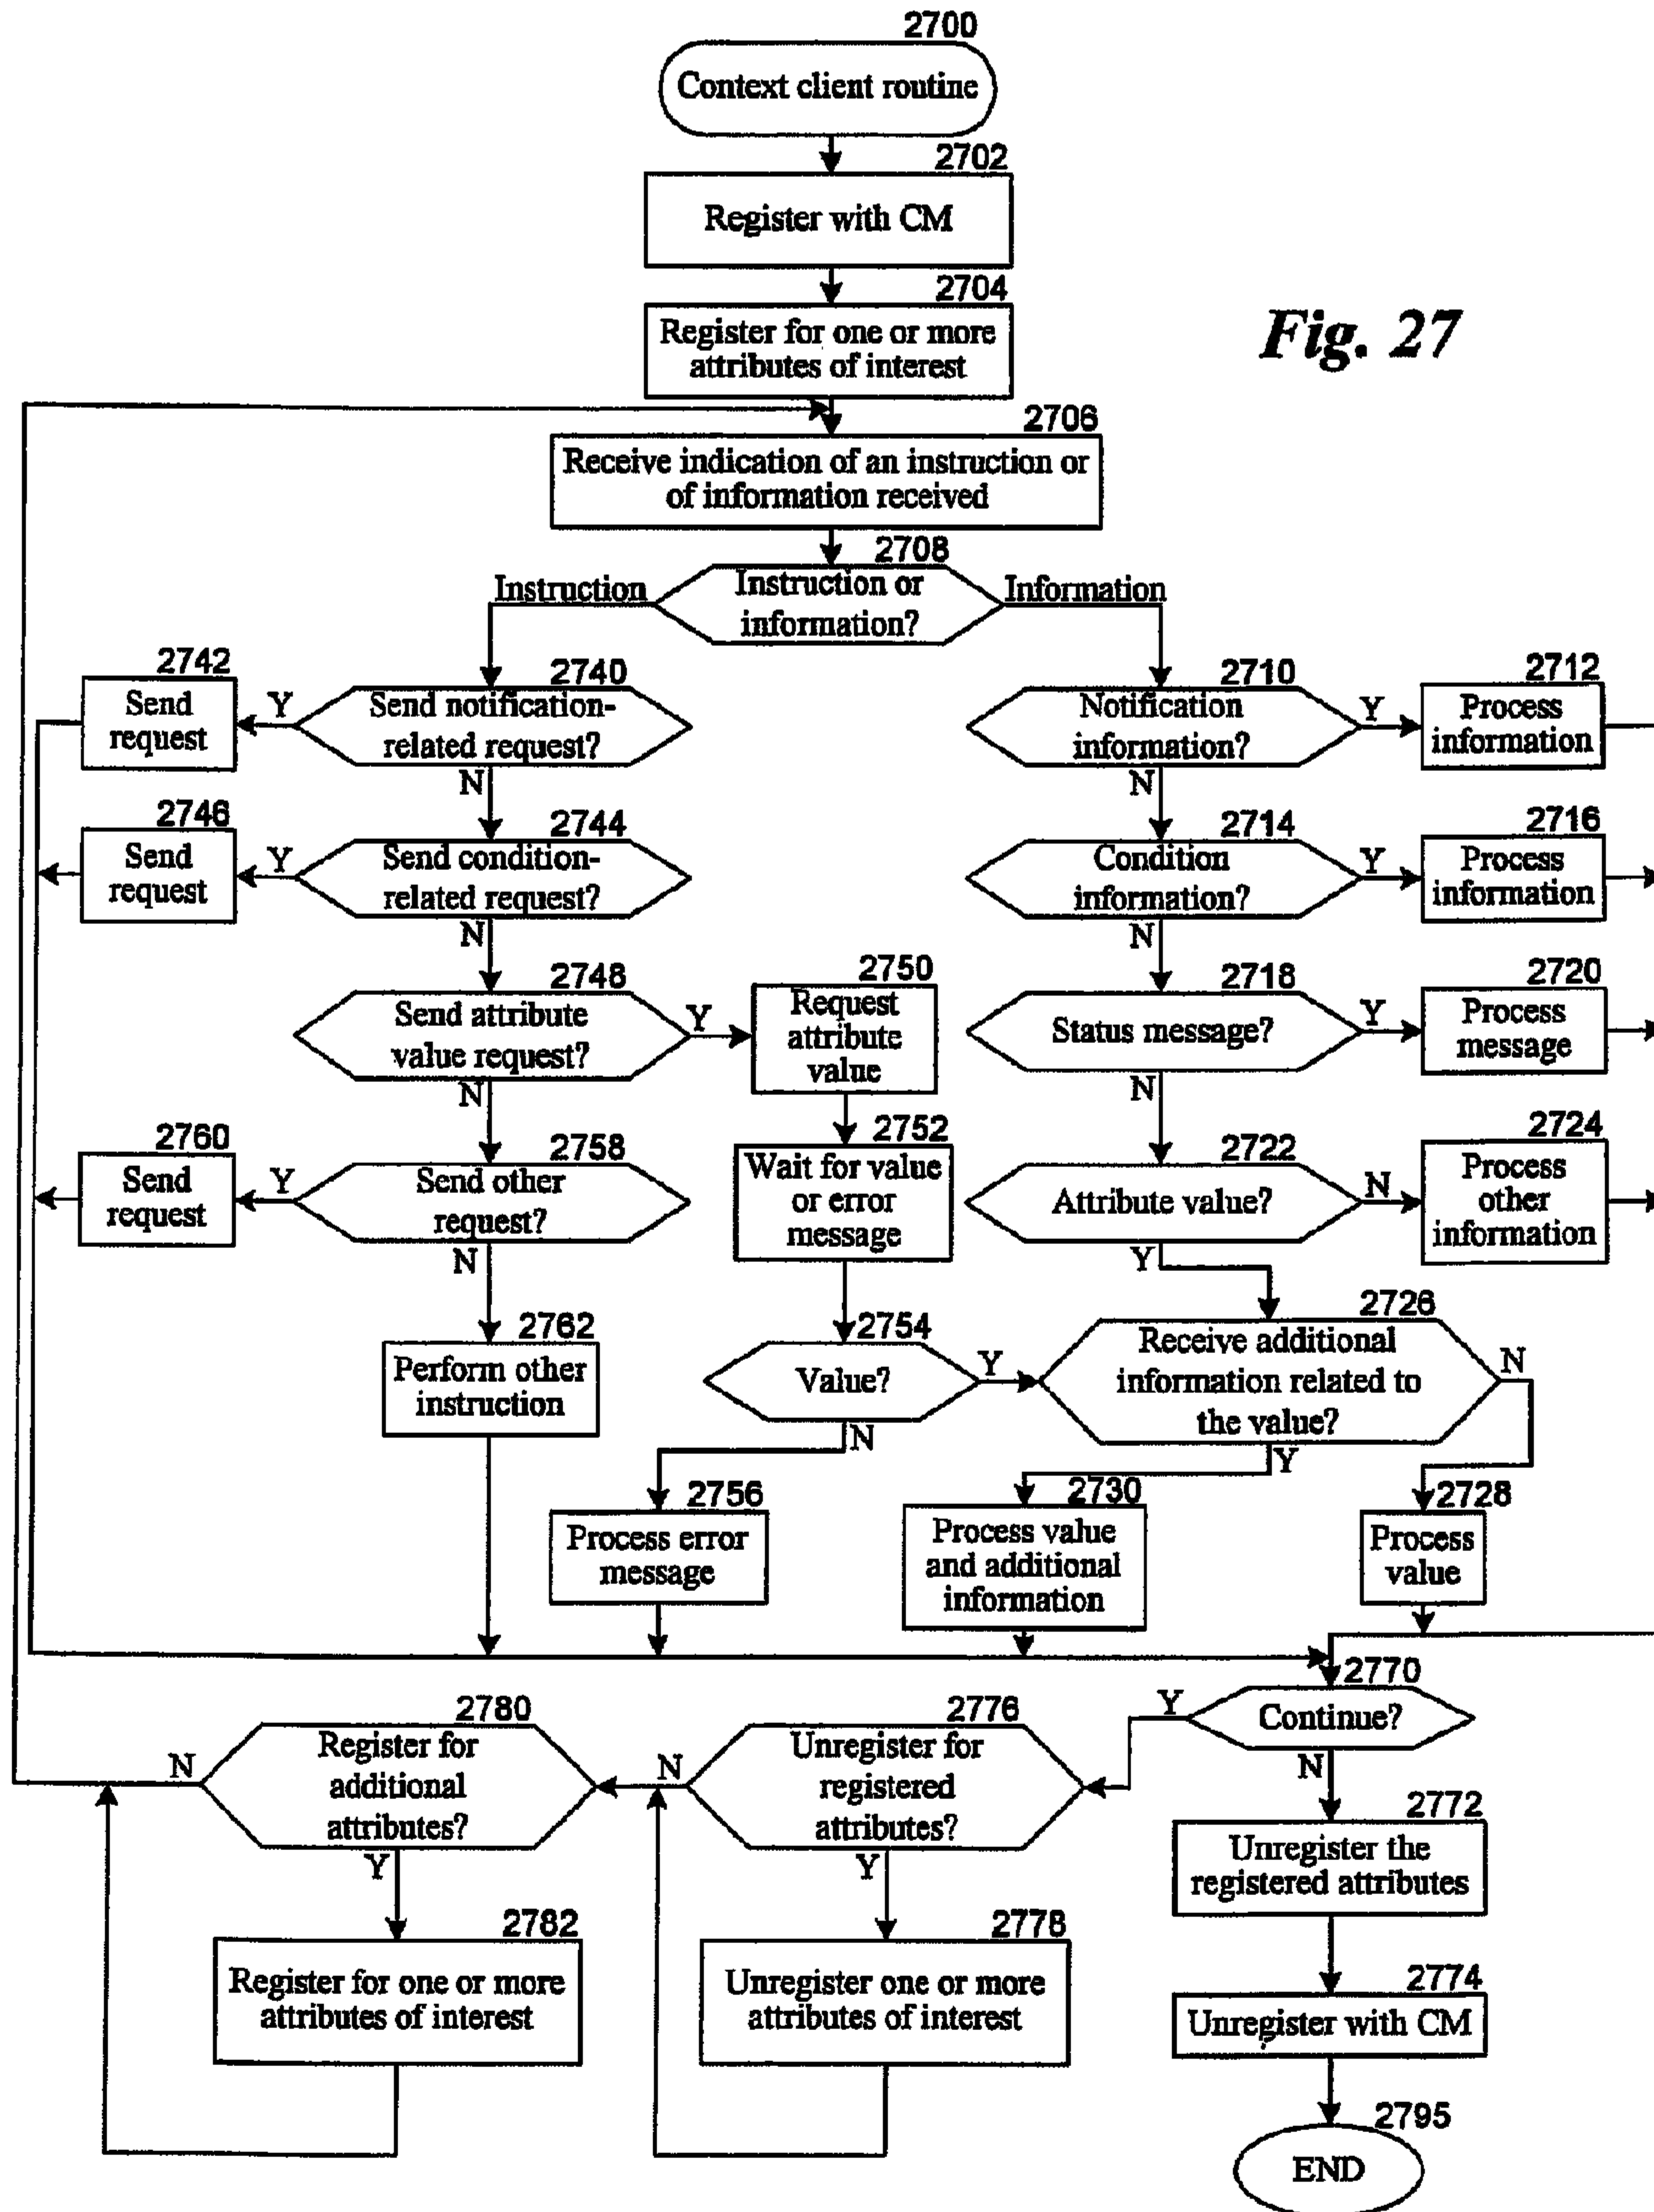 2700
Context client routine
2702
Register with CM
2704
Register for one or more
attributes of interest
Fig. 27
2706
Receive indication of an instruction or
of information received
2708
Instruction
Instruction or
information?
Information
2742
Send
request
Y
2740
Send notification-
related request?
N
2710
Notification
information?
Y
N
2712
Process
information
2746
Send
request
Y
2744
Send condition-
related request?
N
2714
Condition
information?
Y
N
2716
Process
information
2748
Send attribute
value request?
Y
N
2750
Request
attribute
value
2718
Status message?
Y
N
2720
Process
message
2760
Send
request
Y
2758
Send other
request?
N
2752
Wait for value
or error
message
2722
Attribute value?
N
Y
2724
Process
other
information
2762
Perform other
instruction
2754
Value?
Y
N
2726
Receive additional
information related to
the value?
N
Y
2756
Process error
message
2730
Process value
and additional
information
2728
Process
value
2770
Continue?
Y
N
2780
Register for
additional
attributes?
N
Y
2776
Unregister for
registered
attributes?
N
Y
2772
Unregister the
registered attributes
2782
Register for one or more
attributes of interest
2778
Unregister one or more
attributes of interest
2774
Unregister with CM
2795
END